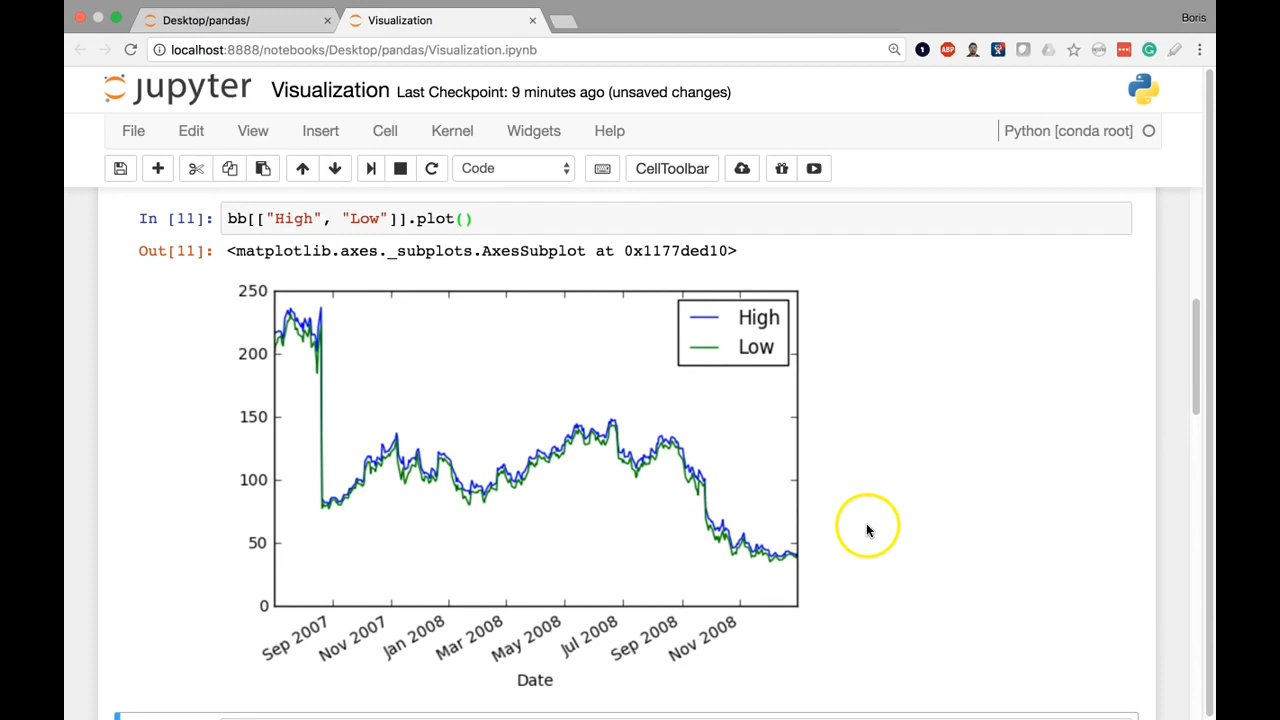 Desktop/pandas/ × Visualization × Boris
localhost:8888/notebooks/Desktop/pandas/Visualization.ipynb 1 ABP
jupyter Visualization Last Checkpoint: 9 minutes ago (unsaved changes)
File Edit View Insert Cell Kernel Widgets Help Python [conda root]
Code CellToolbar
In [11]: bb[["High", "Low"]].plot()
Out[11]: <matplotlib.axes._subplots.AxesSubplot at 0x1177ded10>
250
High
Low
200
150
100
50
0
Sep 2007 Nov 2007 Jan 2008 Mar 2008 May 2008 Jul 2008 Sep 2008 Nov 2008
Date